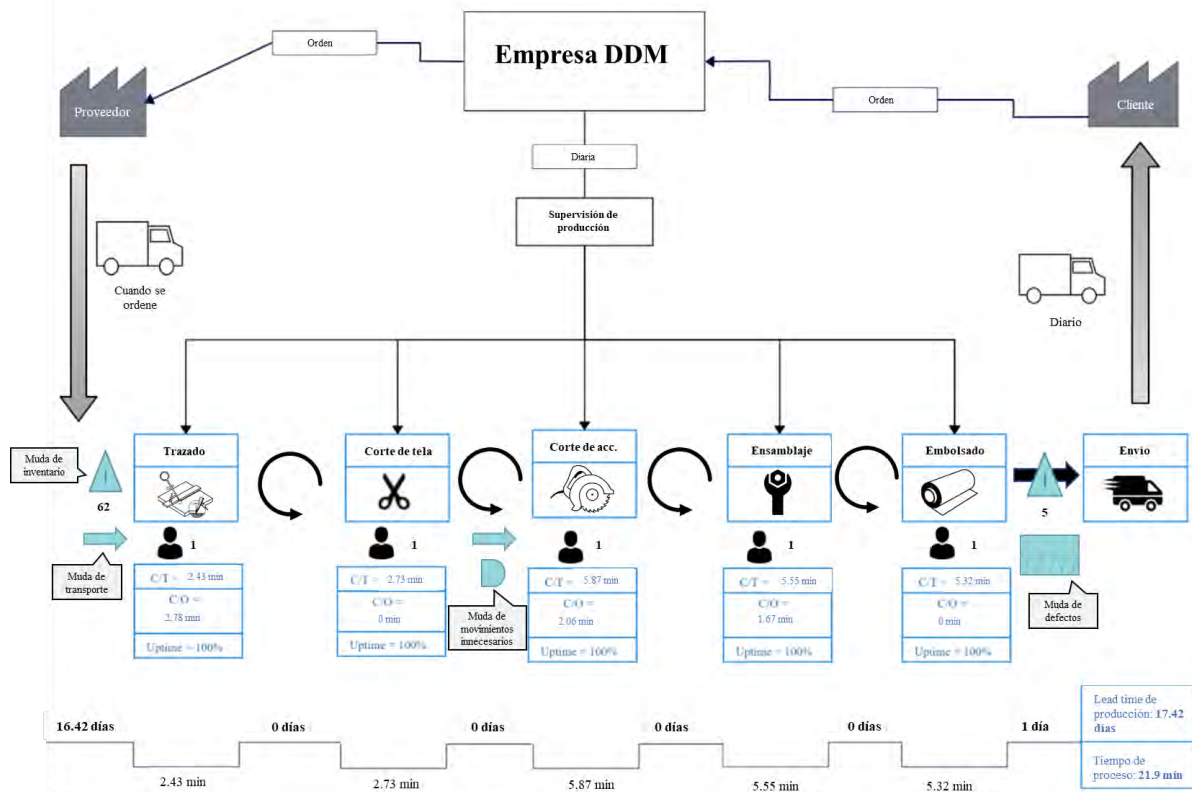 Orden
Empresa DDM
Orden
Proveedor
Cliente
Diaria
Supervisión de
producción
Cuando se
ordene
Diario
Muda de
inventario
62
Muda de
transporte
Trazado
1
C/T = 2.43 min
C/O =
2.78 min
Uptime = 100%
Corte de tela
1
C/T = 2.73 min
C/O =
0 min
Uptime = 100%
Muda de
movimientos
innecesarios
Corte de acc.
1
C/T = 5.87 min
C/O =
2.06 min
Uptime = 100%
Ensamblaje
1
C/T = 5.55 min
C/O =
1.67 min
Uptime = 100%
Embolsado
1
C/T = 5.32 min
C/O =
0 min
Uptime = 100%
I
I
5
Muda de
defectos
Envío
16.42 días
0 días
0 días
0 días
0 días
1 día
2.43 min
2.73 min
5.87 min
5.55 min
5.32 min
Lead time de
producción: 17.42
días
Tiempo de
proceso: 21.9 min